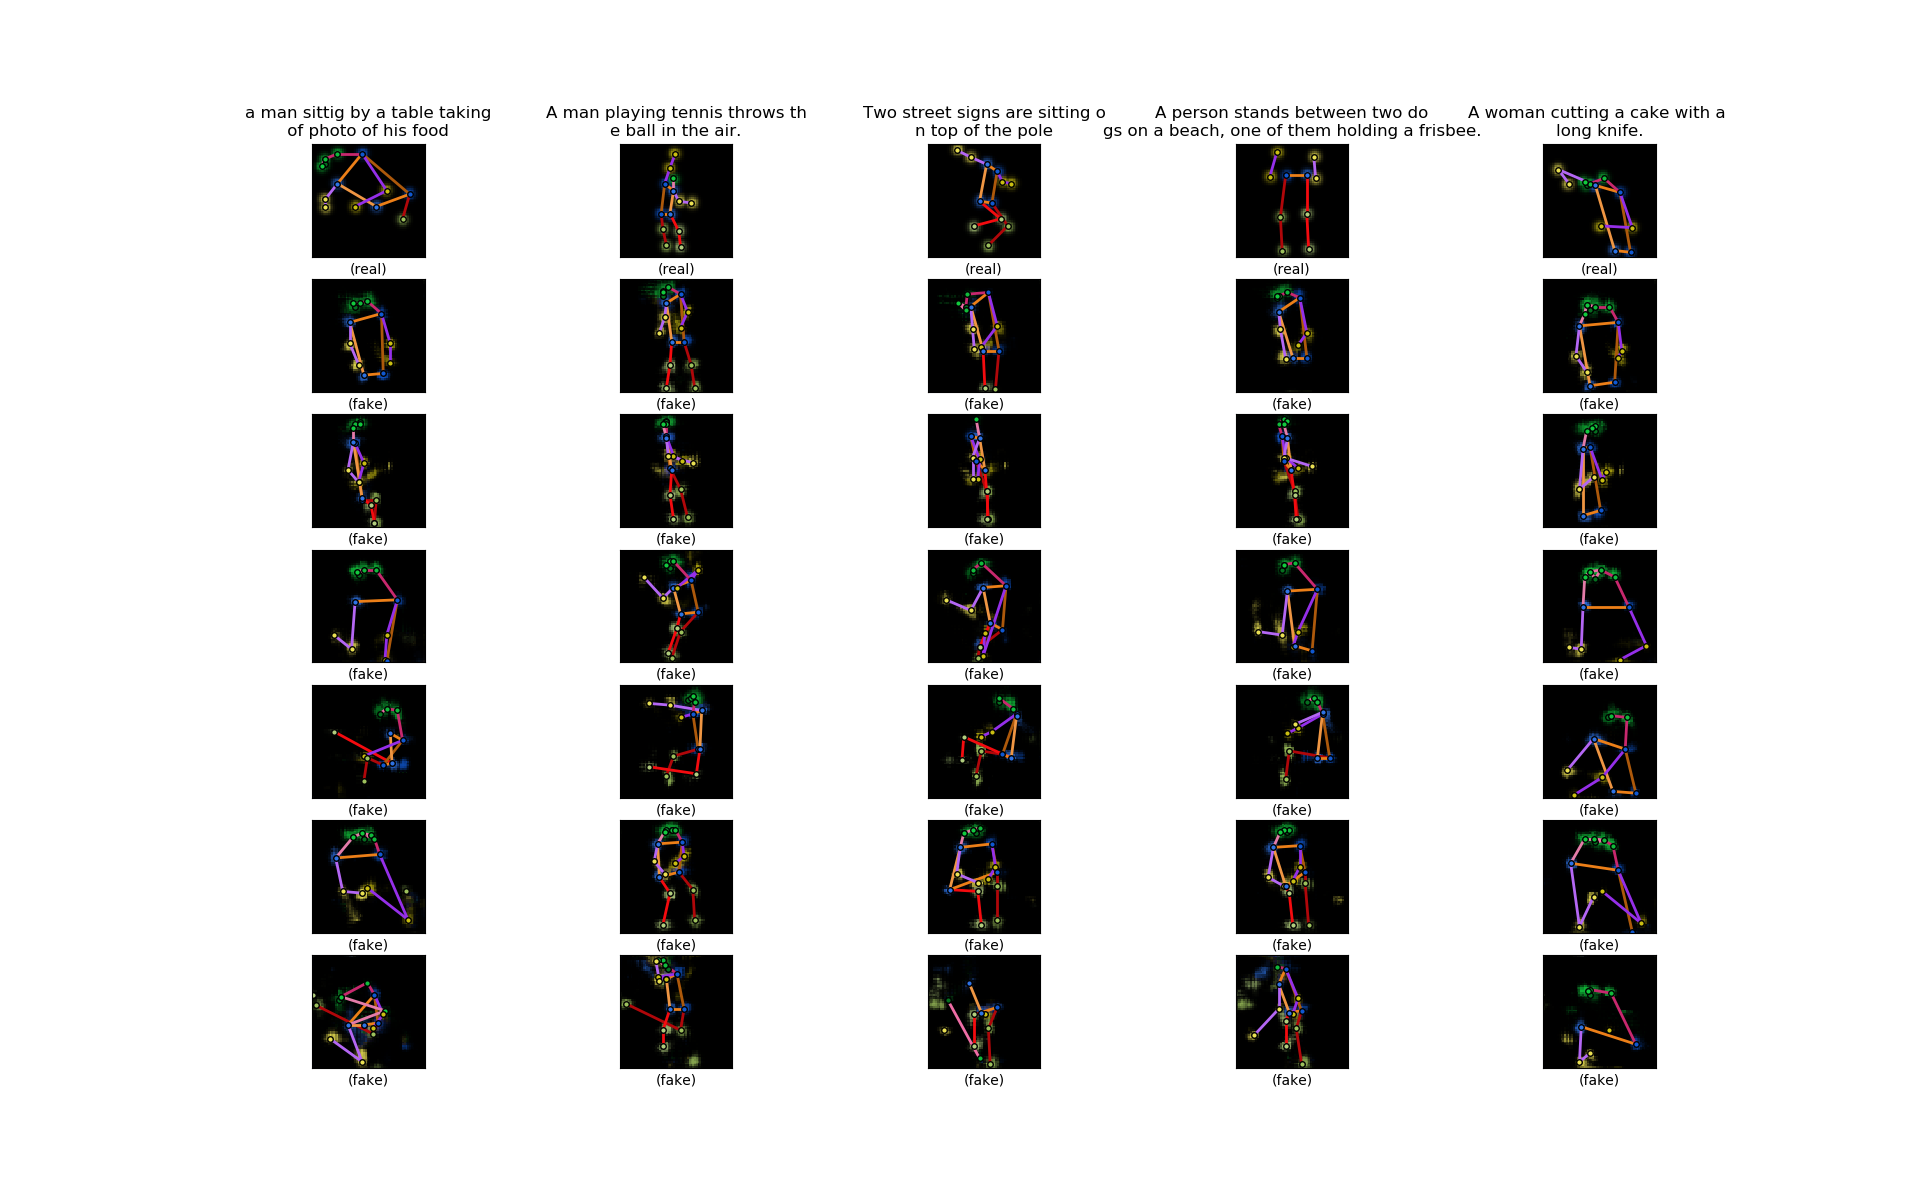 a man sittig by a table taking
of photo of his food
A man playing tennis throws th
e ball in the air.
Two street signs are sitting o
n top of the pole
A person stands between two do
gs on a beach, one of them holding a frisbee.
A woman cutting a cake with a
long knife.
(real) (real) (real) (real) (real)
(fake) (fake) (fake) (fake) (fake)
(fake) (fake) (fake) (fake) (fake)
(fake) (fake) (fake) (fake) (fake)
(fake) (fake) (fake) (fake) (fake)
(fake) (fake) (fake) (fake) (fake)
(fake) (fake) (fake) (fake) (fake)